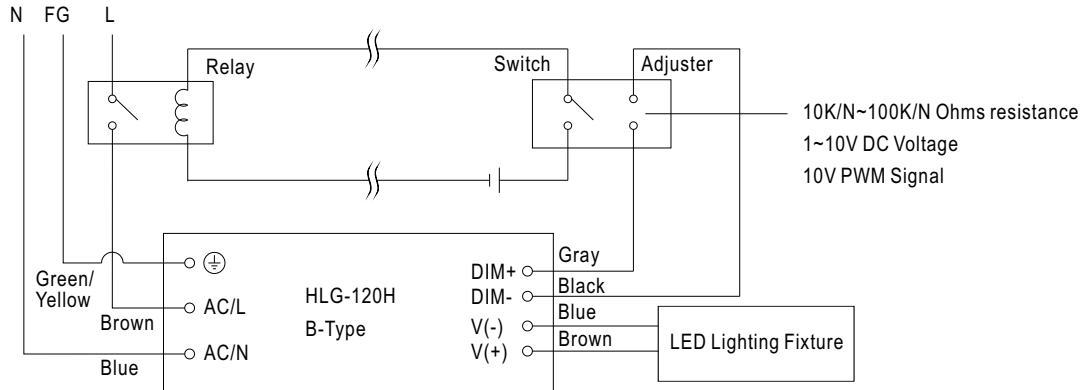 N FG L
Relay
Switch
Adjuster
10K/N~100K/N Ohms resistance
1~10V DC Voltage
10V PWM Signal
Green/
Yellow
Brown
Blue
AC/L
AC/N
HLG-120H
B-Type
DIM+
DIM-
V(-)
V(+)
Gray
Black
Blue
Brown
LED Lighting Fixture